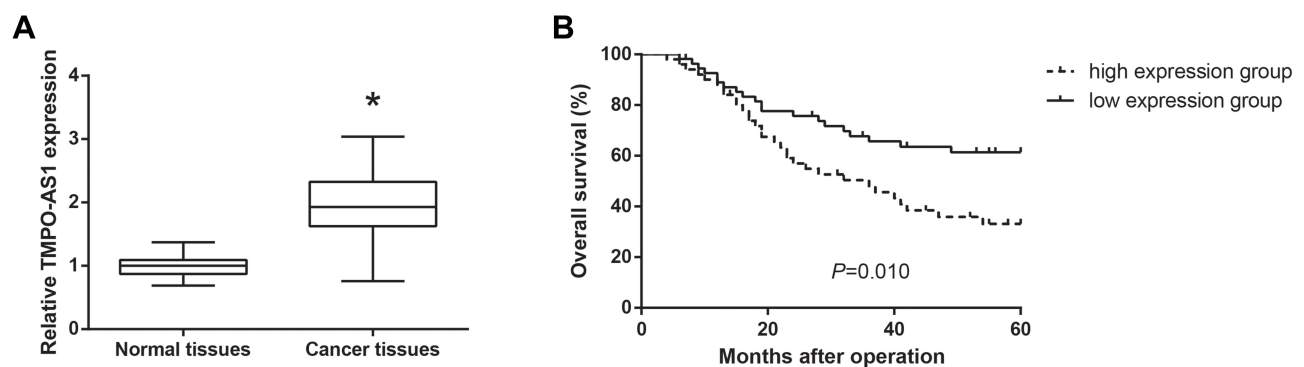 A
Relative TMPO-AS1 expression
4
3
2
1
0
*
Normal tissues
Cancer tissues
B
Overall survival (%)
100
80
60
40
20
0
P=0.010
0
20
40
60
Months after operation
high expression group
low expression group